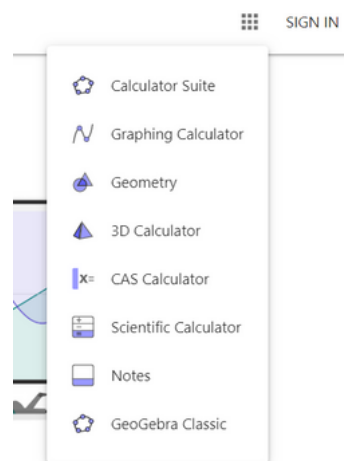 SIGN IN
Calculator Suite
Graphing Calculator
Geometry
3D Calculator
X=
CAS Calculator
Scientific Calculator
Notes
GeoGebra Classic